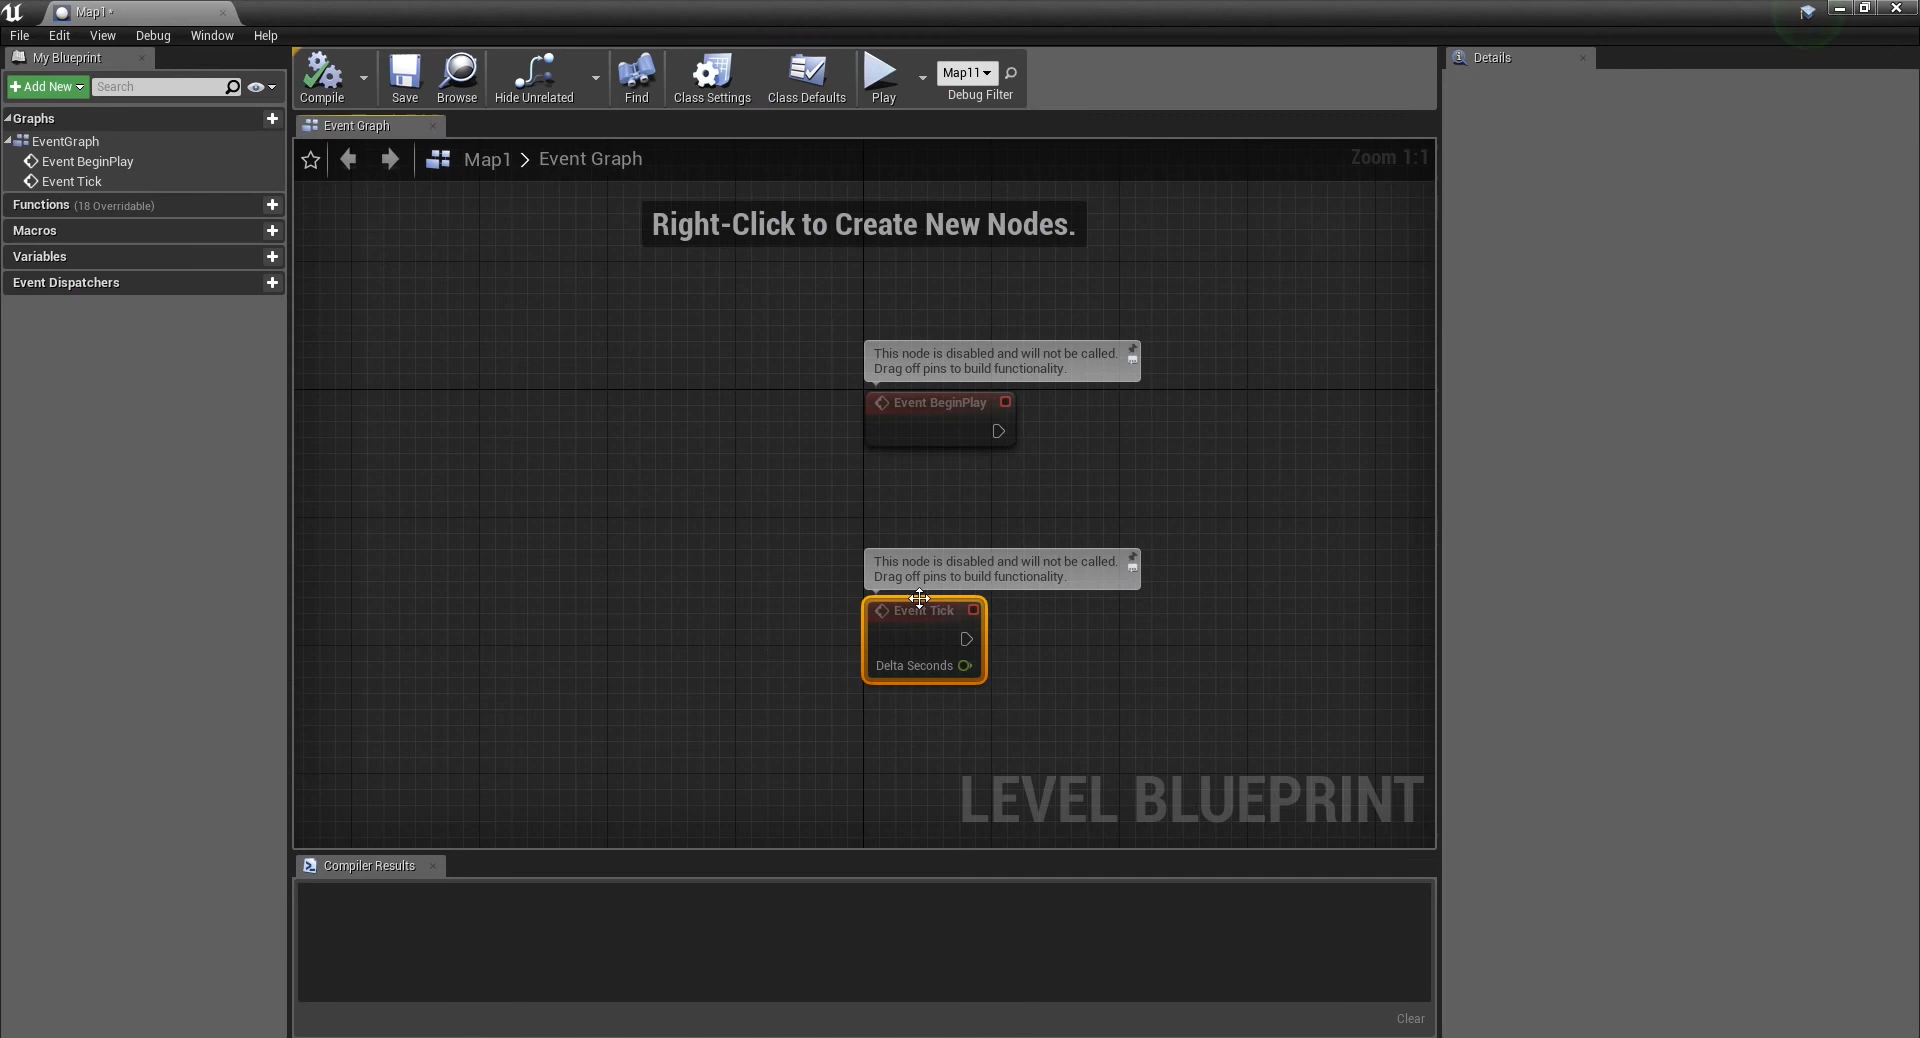 Map1*
File Edit View Debug Window Help
My Blueprint
Add New
Search
Graphs
EventGraph
Event BeginPlay
Event Tick
Functions (18 Overridable)
Macros
Variables
Event Dispatchers
Compile
Save
Browse
Hide Unrelated
Find
Class Settings
Class Defaults
Play
Map11
Debug Filter
Event Graph
Map1 > Event Graph
Zoom 1:1
Right-Click to Create New Nodes.
This node is disabled and will not be called.
Drag off pins to build functionality.
Event BeginPlay
This node is disabled and will not be called.
Drag off pins to build functionality.
Event Tick
Delta Seconds
LEVEL BLUEPRINT
Compiler Results
Clear
Details